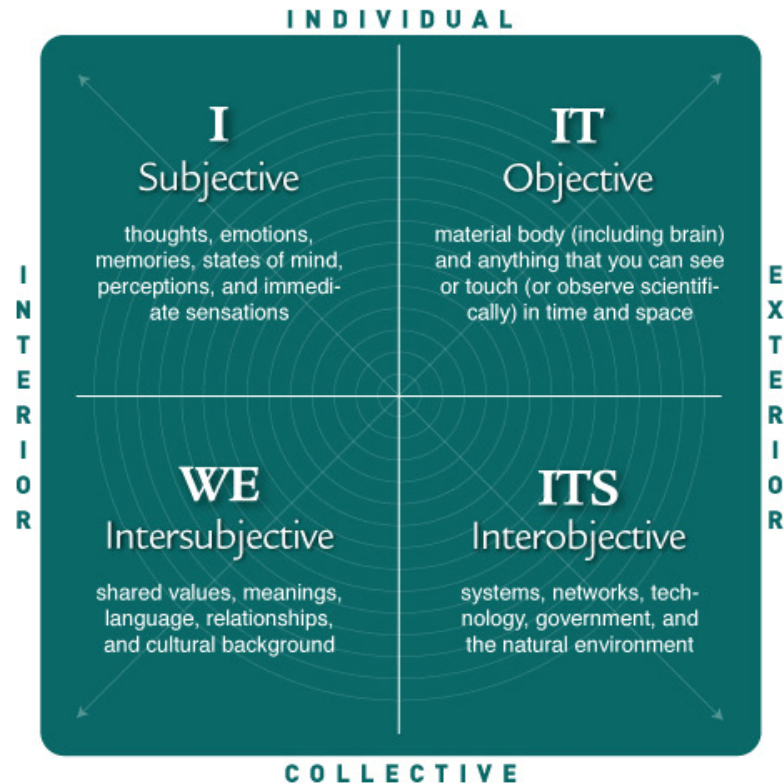 INDIVIDUAL
I
Subjective
thoughts, emotions,
memories, states of mind,
perceptions, and immedi-
ate sensations
IT
Objective
material body (including brain)
and anything that you can see
or touch (or observe scientifi-
cally) in time and space
INTERIOR
EXTERIOR
WE
Intersubjective
shared values, meanings,
language, relationships,
and cultural background
ITS
Interobjective
systems, networks, tech-
nology, government, and
the natural environment
COLLECTIVE